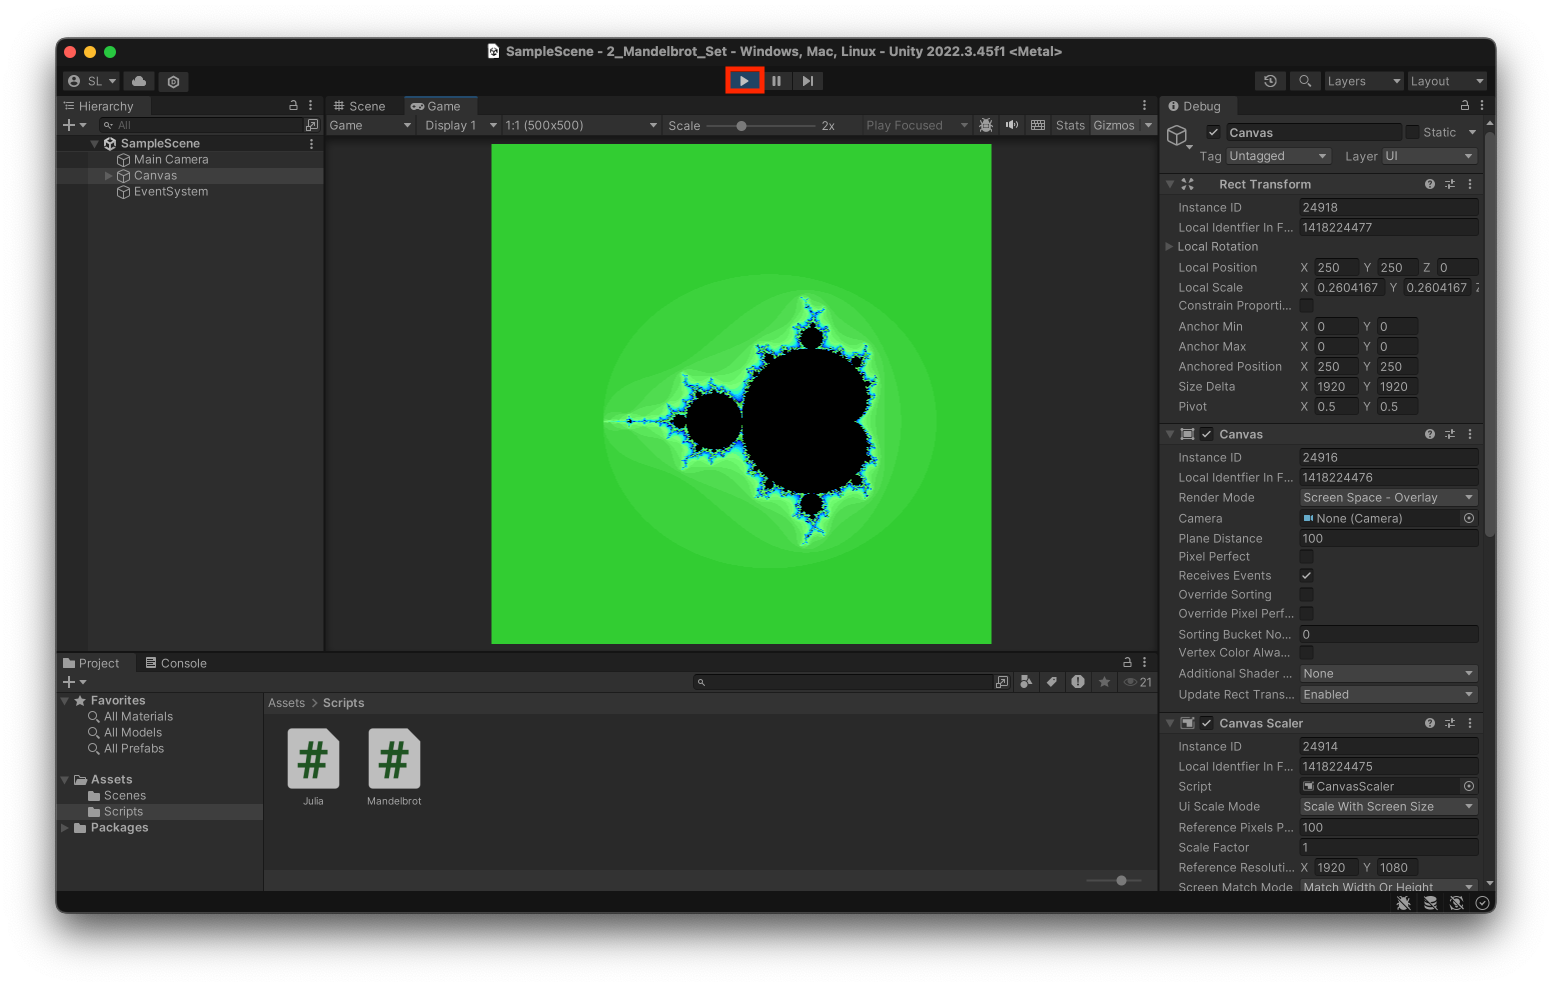 SampleScene - 2_Mandelbrot_Set - Windows, Mac, Linux - Unity 2022.3.45f1 <Metal>
SL
Layers
Layout
Hierarchy
All
SampleScene
Main Camera
Canvas
EventSystem
Scene
Game
Game
Display 1
1:1 (500x500)
Scale
2x
Play Focused
Stats
Gizmos
Debug
Canvas
Static
Tag Untagged
Layer UI
Rect Transform
Instance ID 24918
Local Identfier In F... 1418224477
Local Rotation
Local Position X 250 Y 250 Z 0
Local Scale X 0.2604167 Y 0.2604167
Constrain Proporti...
Anchor Min X 0 Y 0
Anchor Max X 0 Y 0
Anchored Position X 250 Y 250
Size Delta X 1920 Y 1920
Pivot X 0.5 Y 0.5
Canvas
Instance ID 24916
Local Identfier In F... 1418224476
Render Mode Screen Space - Overlay
Camera None (Camera)
Plane Distance 100
Pixel Perfect
Receives Events
Override Sorting
Override Pixel Perf...
Sorting Bucket No... 0
Vertex Color Alwa...
Additional Shader ... None
Update Rect Trans... Enabled
Canvas Scaler
Instance ID 24914
Local Identfier In F... 1418224475
Script CanvasScaler
Ui Scale Mode Scale With Screen Size
Reference Pixels P... 100
Scale Factor 1
Reference Resoluti... X 1920 Y 1080
Screen Match Mode Match Width Or Height
Project
Console
21
Favorites
All Materials
All Models
All Prefabs
Assets
Scenes
Scripts
Packages
Assets > Scripts
#
#
Julia
Mandelbrot